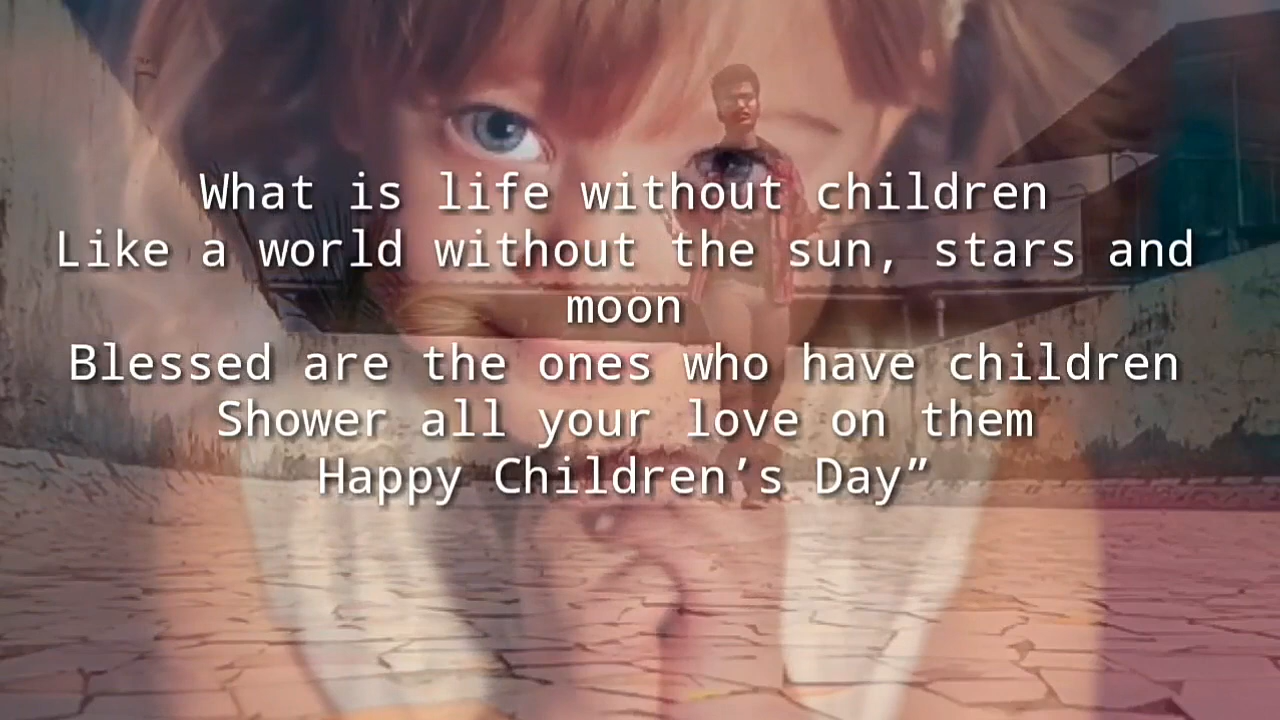 What is life without children
Like a world without the sun, stars and
moon
Blessed are the ones who have children
Shower all your love on them
Happy Children’s Day”